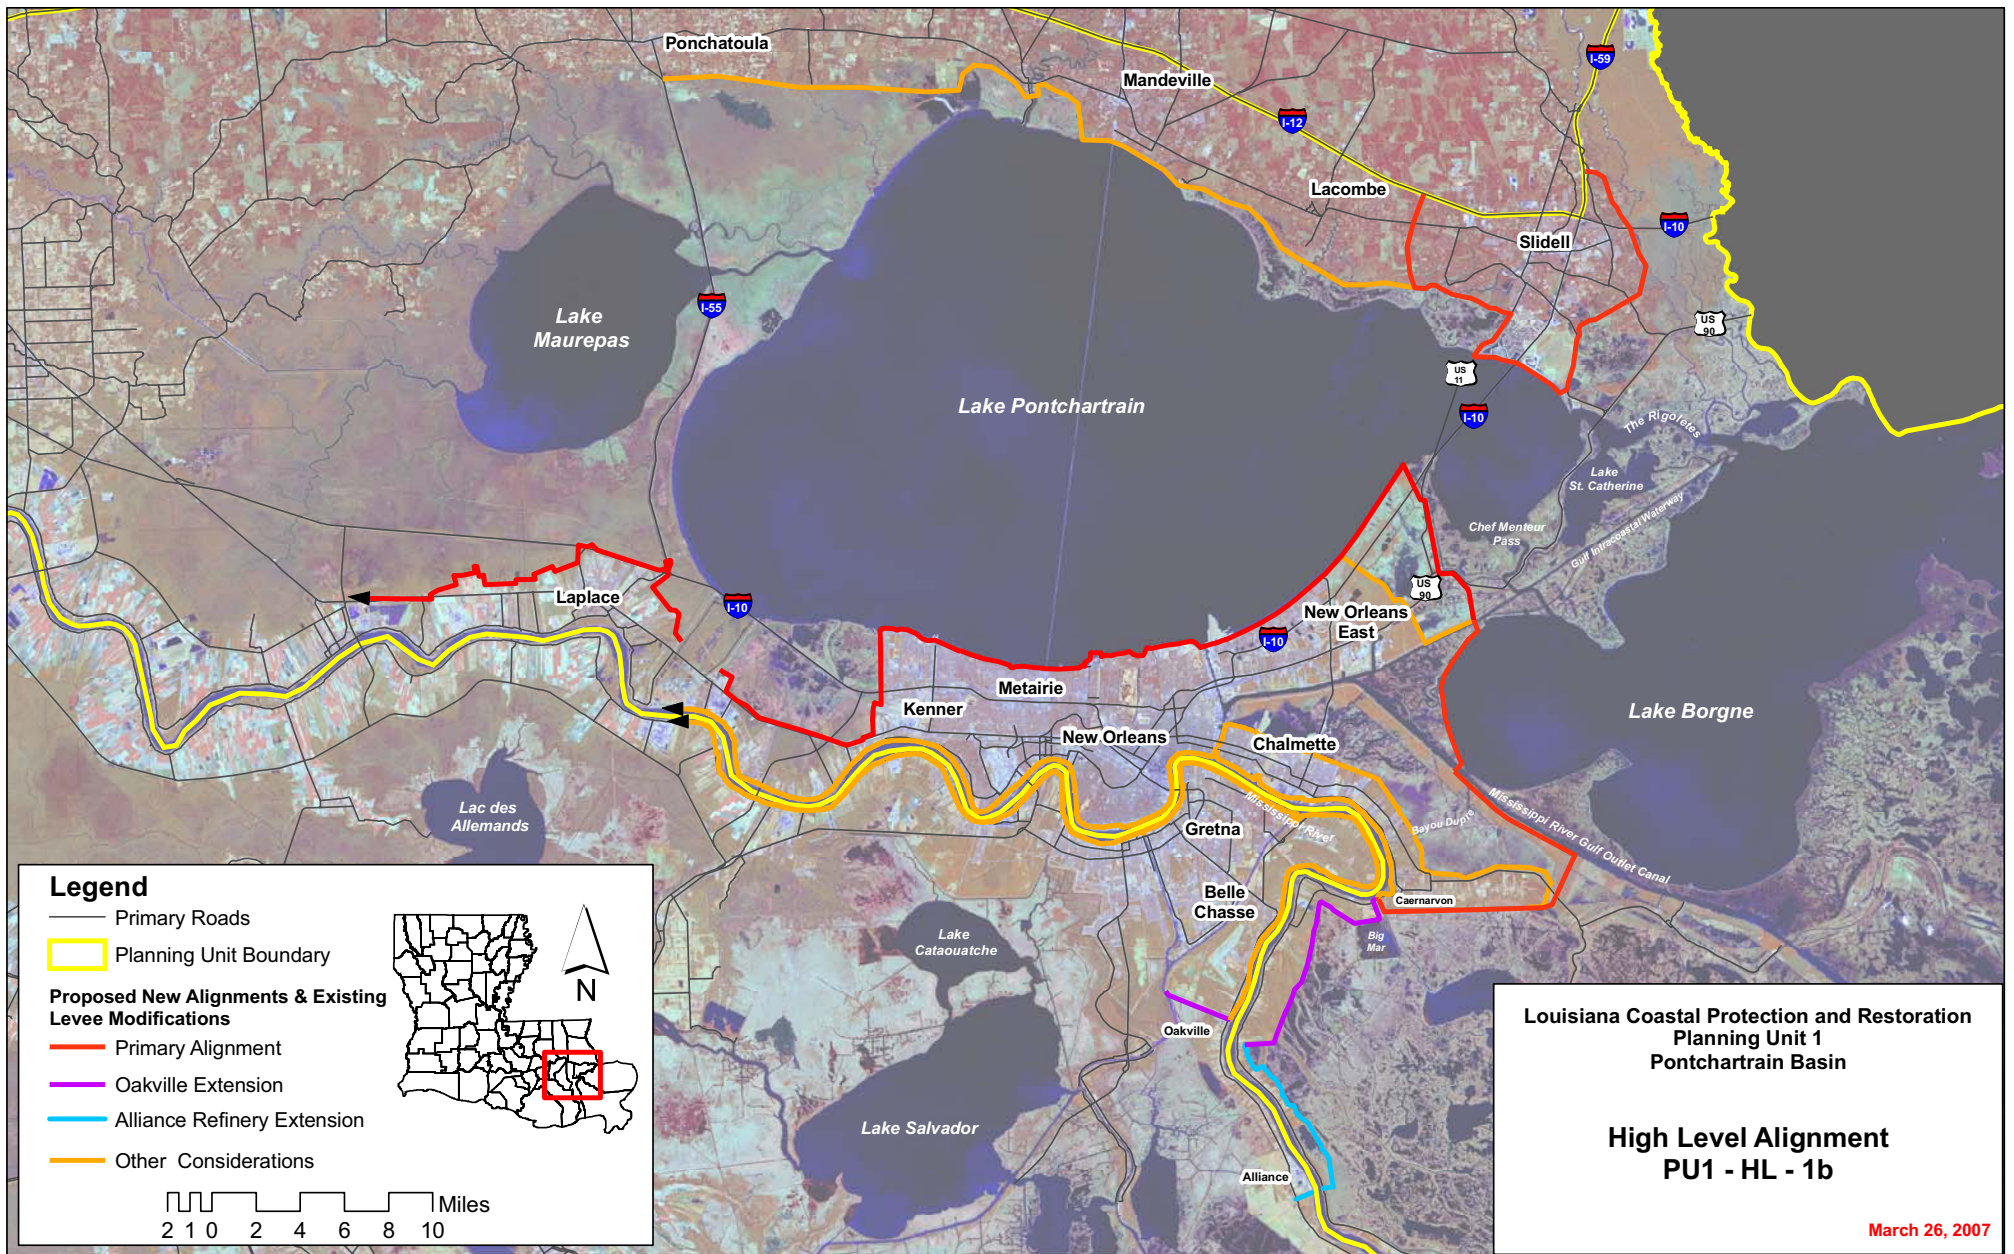 Ponchatoula
Mandeville
I-59
I-12
Lacombe
I-10
Slidell
Lake
Maurepas
I-55
US
90
US
11
I-10
Lake Pontchartrain
The Rigoletes
Lake
St. Catherine
Gulf Intracoastal Waterway
Chef Menteur
Pass
US
90
Laplace
I-10
New Orleans
East
I-10
Metairie
Kenner
New Orleans
Chalmette
Lake Borgne
Lac des
Allemands
Mississippi River
Gretna
Bayou Dupre
Mississippi River Gulf Outlet Canal
Belle
Chasse
Caernarvon
Big
Mar
Lake
Cataouatche
Oakville
Lake Salvador
Alliance
Legend
Primary Roads
Planning Unit Boundary
Proposed New Alignments & Existing
Levee Modifications
Primary Alignment
Oakville Extension
Alliance Refinery Extension
Other Considerations
N
Miles
2 1 0 2 4 6 8 10
Louisiana Coastal Protection and Restoration
Planning Unit 1
Pontchartrain Basin
High Level Alignment
PU1 - HL - 1b
March 26, 2007